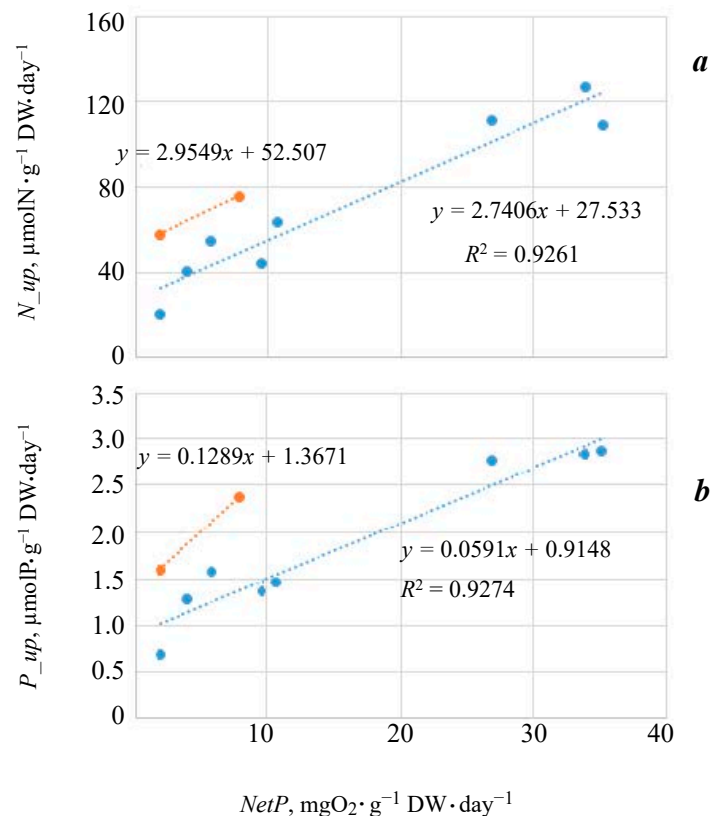 160
120
80
40
0
N_up, μmolN·g⁻¹ DW·day⁻¹
a
y = 2.9549x + 52.507
y = 2.7406x + 27.533
R² = 0.9261
3.5
3.0
2.5
2.0
1.5
1.0
0.5
0
P_up, μmolP·g⁻¹ DW·day⁻¹
b
y = 0.1289x + 1.3671
y = 0.0591x + 0.9148
R² = 0.9274
10 20 30 40
NetP, mgO₂·g⁻¹ DW·day⁻¹